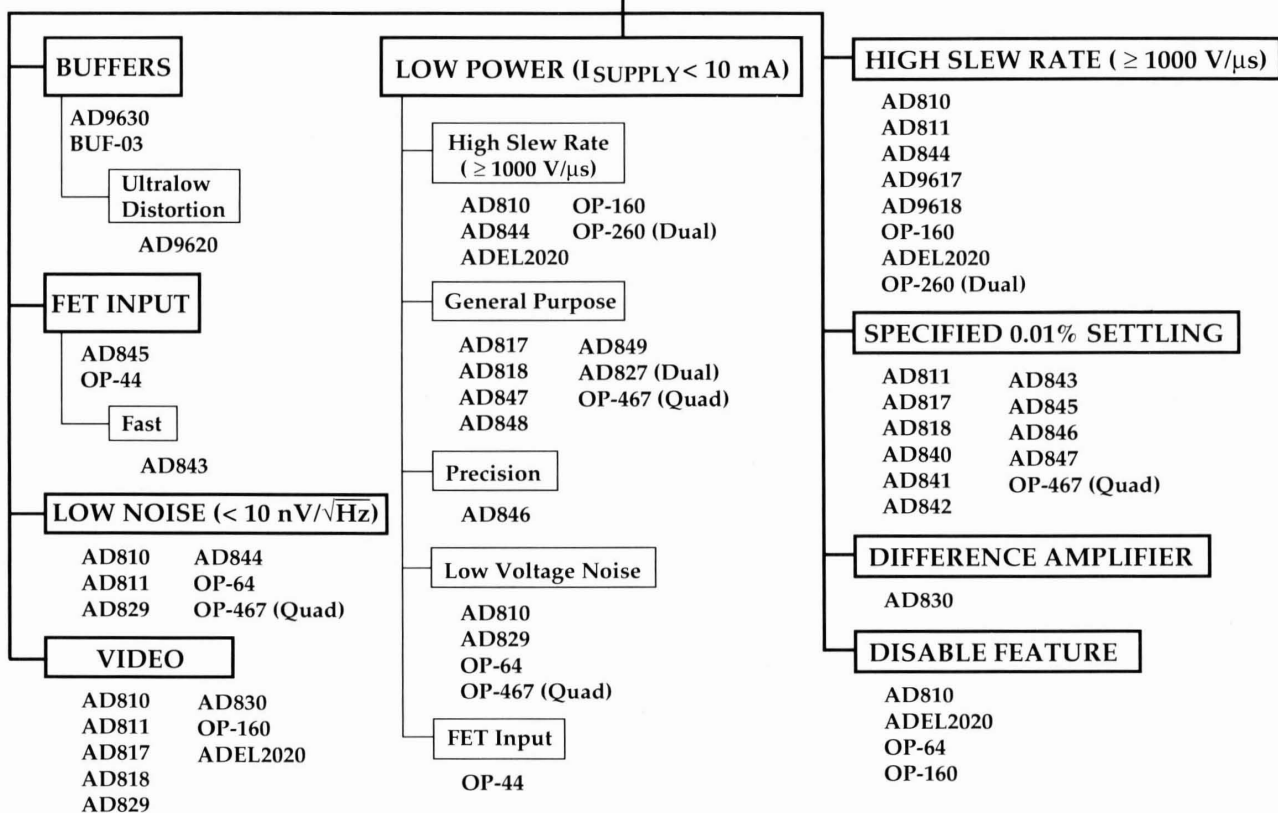 BUFFERS
AD9630
BUF-03
Ultralow
Distortion
AD9620
FET INPUT
AD845
OP-44
Fast
AD843
LOW NOISE (< 10 nV/√Hz)
AD810 AD844
AD811 OP-64
AD829 OP-467 (Quad)
VIDEO
AD810 AD830
AD811 OP-160
AD817 ADEL2020
AD818
AD829
LOW POWER (I SUPPLY < 10 mA)
High Slew Rate
( ≥ 1000 V/µs)
AD810 OP-160
AD844 OP-260 (Dual)
ADEL2020
General Purpose
AD817 AD849
AD818 AD827 (Dual)
AD847 OP-467 (Quad)
AD848
Precision
AD846
Low Voltage Noise
AD810
AD829
OP-64
OP-467 (Quad)
FET Input
OP-44
HIGH SLEW RATE ( ≥ 1000 V/µs)
AD810
AD811
AD844
AD9617
AD9618
OP-160
ADEL2020
OP-260 (Dual)
SPECIFIED 0.01% SETTLING
AD811 AD843
AD817 AD845
AD818 AD846
AD840 AD847
AD841 OP-467 (Quad)
AD842
DIFFERENCE AMPLIFIER
AD830
DISABLE FEATURE
AD810
ADEL2020
OP-64
OP-160